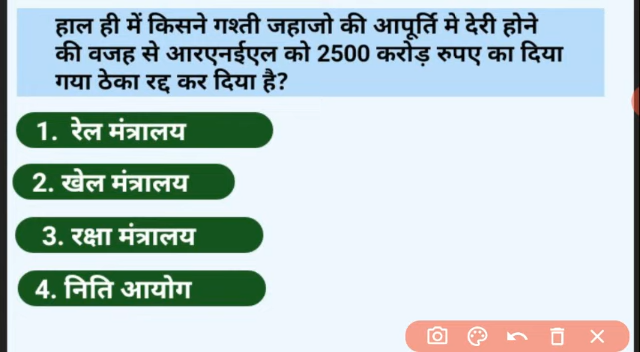 हाल ही में किसने गश्ती जहाजो की आपूर्ति मे देरी होने
की वजह से आरएनईएल को 2500 करोड़ रुपए का दिया
गया ठेका रद्द कर दिया है?
1. रेल मंत्रालय
2. खेल मंत्रालय
3. रक्षा मंत्रालय
4. निति आयोग